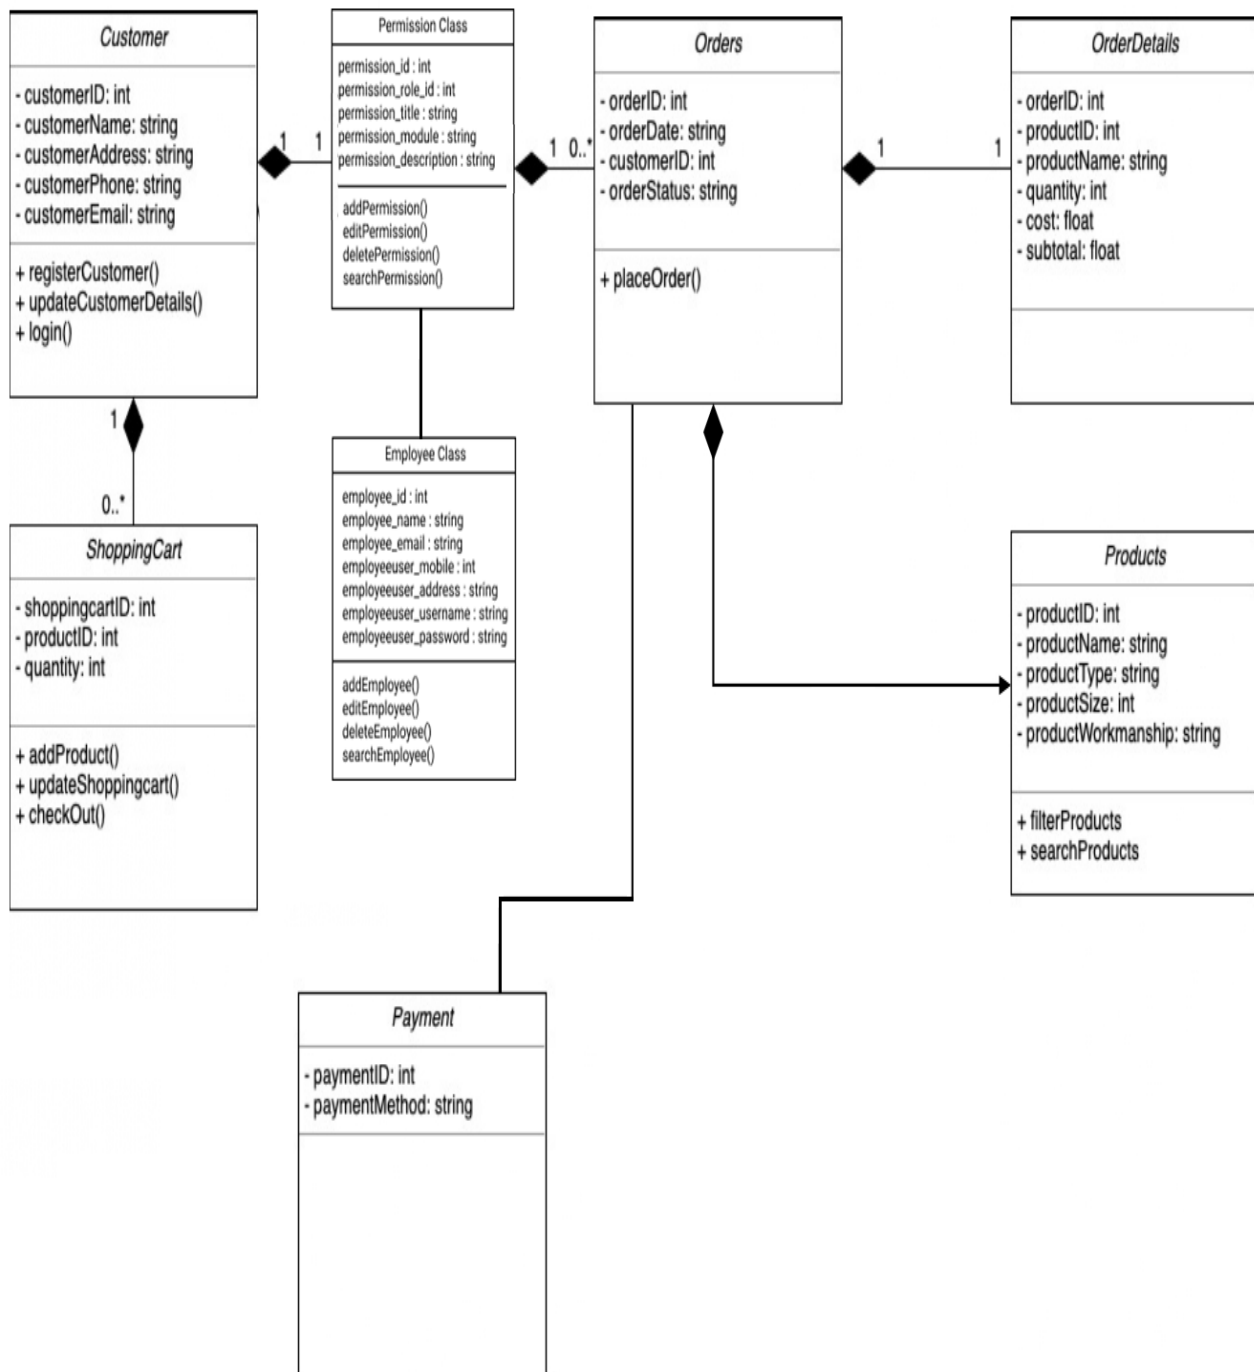 Customer
- customerID: int
- customerName: string
- customerAddress: string
- customerPhone: string
- customerEmail: string
+ registerCustomer()
+ updateCustomerDetails()
+ login()
1
1
Permission Class
permission_id : int
permission_role_id : int
permission_title : string
permission_module : string
permission_description : string
addPermission()
editPermission()
deletePermission()
searchPermission()
1
0..*
Orders
- orderID: int
- orderDate: string
- customerID: int
- orderStatus: string
+ placeOrder()
1
1
OrderDetails
- orderID: int
- productID: int
- productName: string
- quantity: int
- cost: float
- subtotal: float
1
0..*
ShoppingCart
- shoppingcartID: int
- productID: int
- quantity: int
+ addProduct()
+ updateShoppingcart()
+ checkOut()
Employee Class
employee_id : int
employee_name : string
employee_email : string
employeeuser_mobile : int
employeeuser_address : string
employeeuser_username : string
employeeuser_password : string
addEmployee()
editEmployee()
deleteEmployee()
searchEmployee()
Products
- productID: int
- productName: string
- productType: string
- productSize: int
- productWorkmanship: string
+ filterProducts
+ searchProducts
Payment
- paymentID: int
- paymentMethod: string